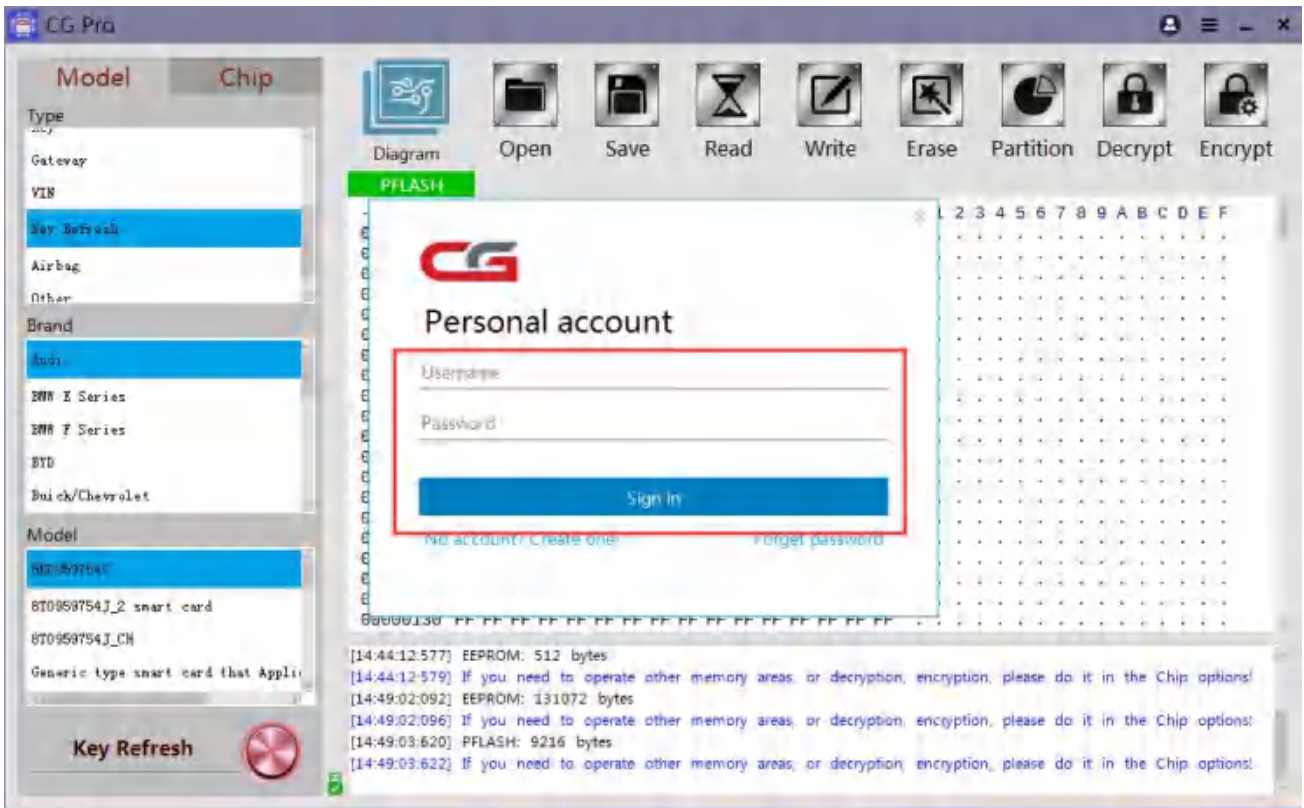 CG Pro
Model Chip
Type
Gateway
VIN
Key Refresh
Airbag
Other
Brand
Audi
BMW E Series
BMW F Series
BYD
Buick/Chevrolet
Model
8T0959754J_2 smart card
8T0959754J_CH
Generic type smart card that Appli
Key Refresh
Diagram Open Save Read Write Erase Partition Decrypt Encrypt
PFLASH
1 2 3 4 5 6 7 8 9 A B C D E F
CG
Personal account
Username
Password
Sign in
No account? Create one!
Forget password
00000130 FF FF FF FF FF FF FF FF FF FF FF FF FF FF FF FF
[14:44:12:577] EEPROM: 512 bytes
[14:44:12:579] If you need to operate other memory areas, or decryption, encryption, please do it in the Chip options!
[14:49:02:092] EEPROM: 131072 bytes
[14:49:02:096] If you need to operate other memory areas, or decryption, encryption, please do it in the Chip options!
[14:49:03:620] PFLASH: 9216 bytes
[14:49:03:622] If you need to operate other memory areas, or decryption, encryption, please do it in the Chip options!